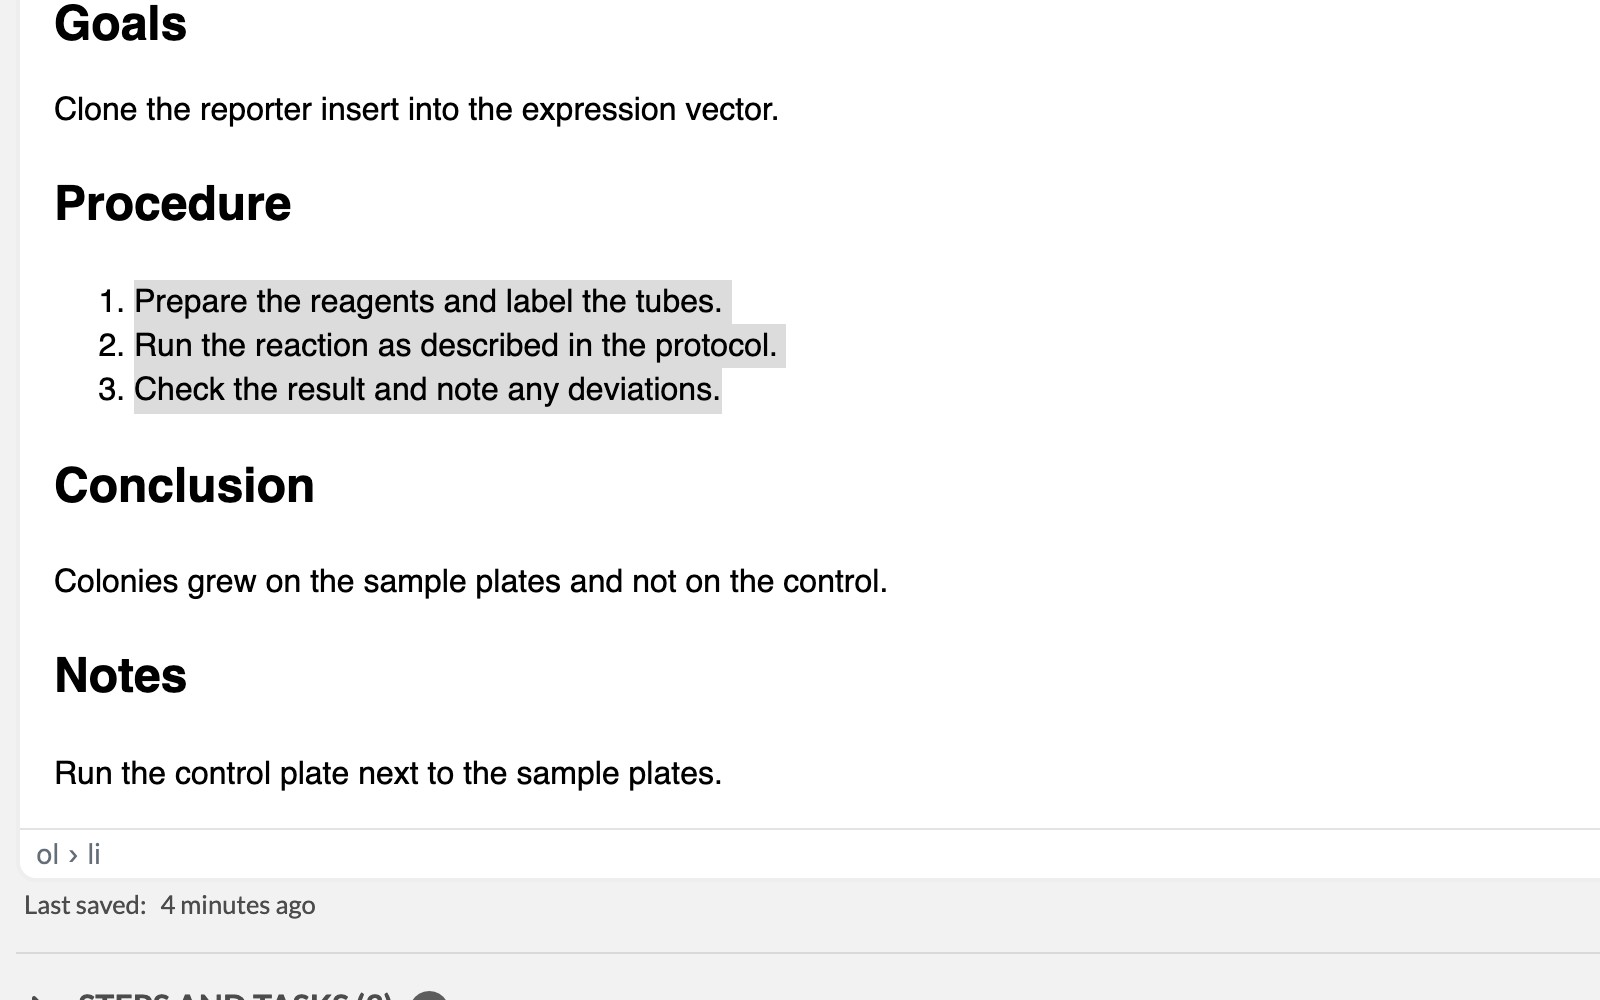 Goals
Clone the reporter insert into the expression vector.
Procedure
1. Prepare the reagents and label the tubes.
2. Run the reaction as described in the protocol.
3. Check the result and note any deviations.
Conclusion
Colonies grew on the sample plates and not on the control.
Notes
Run the control plate next to the sample plates.
ol › li
Last saved: 4 minutes ago
STEPS AND TASKS